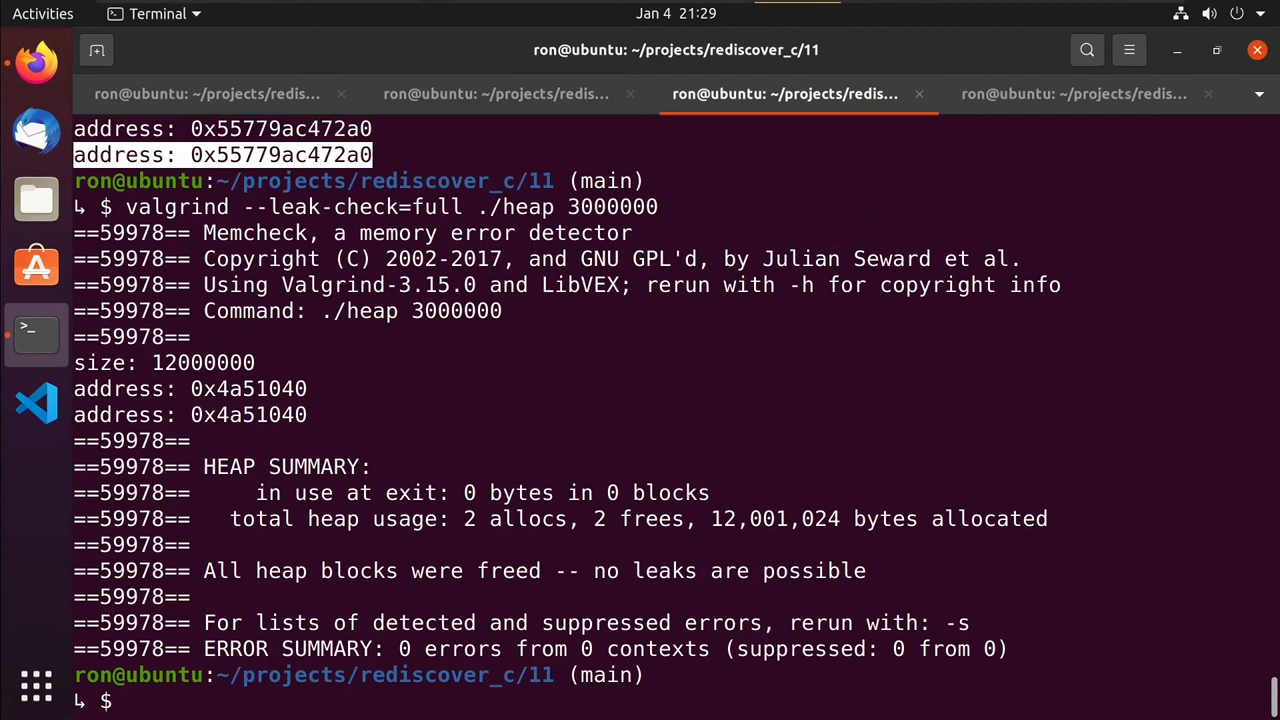 Activities
Terminal
Jan 4 21:29
ron@ubuntu: ~/projects/rediscover_c/11
ron@ubuntu: ~/projects/redis...
ron@ubuntu: ~/projects/redis...
ron@ubuntu: ~/projects/redis...
ron@ubuntu: ~/projects/redis...
address: 0x55779ac472a0
address: 0x55779ac472a0
ron@ubuntu:~/projects/rediscover_c/11 (main)
↳ $ valgrind --leak-check=full ./heap 3000000
==59978== Memcheck, a memory error detector
==59978== Copyright (C) 2002-2017, and GNU GPL'd, by Julian Seward et al.
==59978== Using Valgrind-3.15.0 and LibVEX; rerun with -h for copyright info
==59978== Command: ./heap 3000000
==59978==
size: 12000000
address: 0x4a51040
address: 0x4a51040
==59978==
==59978== HEAP SUMMARY:
==59978==     in use at exit: 0 bytes in 0 blocks
==59978==   total heap usage: 2 allocs, 2 frees, 12,001,024 bytes allocated
==59978==
==59978== All heap blocks were freed -- no leaks are possible
==59978==
==59978== For lists of detected and suppressed errors, rerun with: -s
==59978== ERROR SUMMARY: 0 errors from 0 contexts (suppressed: 0 from 0)
ron@ubuntu:~/projects/rediscover_c/11 (main)
↳ $